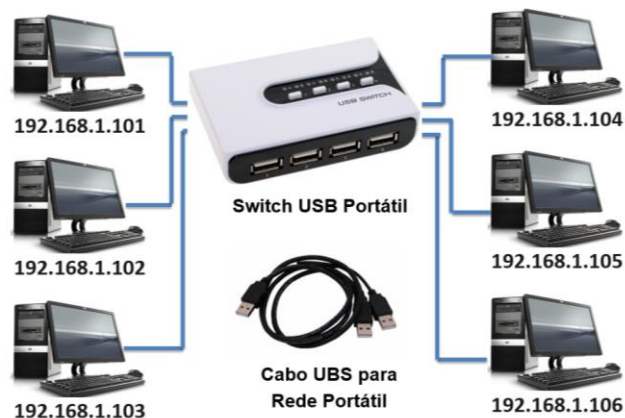 192.168.1.101
192.168.1.104
USB SWITCH
Switch USB Portátil
192.168.1.102
192.168.1.105
Cabo UBS para
Rede Portátil
192.168.1.103
192.168.1.106